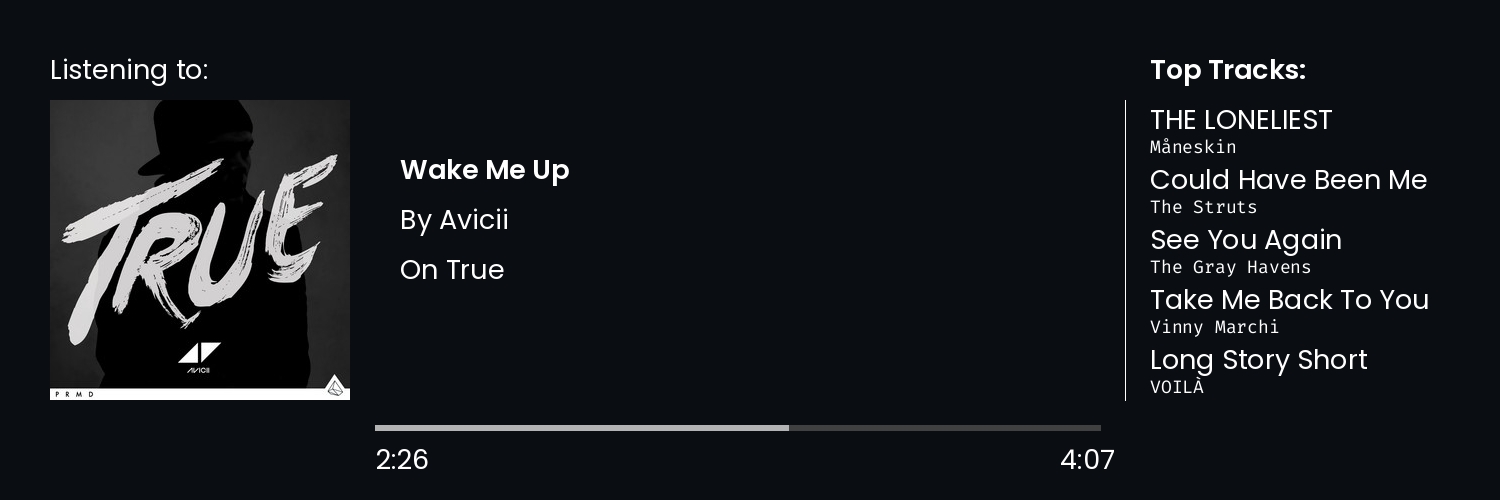 Listening to:
TRUE
AVICII
PRMD
Wake Me Up
By Avicii
On True
2:26
4:07
Top Tracks:
THE LONELIEST
Måneskin
Could Have Been Me
The Struts
See You Again
The Gray Havens
Take Me Back To You
Vinny Marchi
Long Story Short
VOILÀ